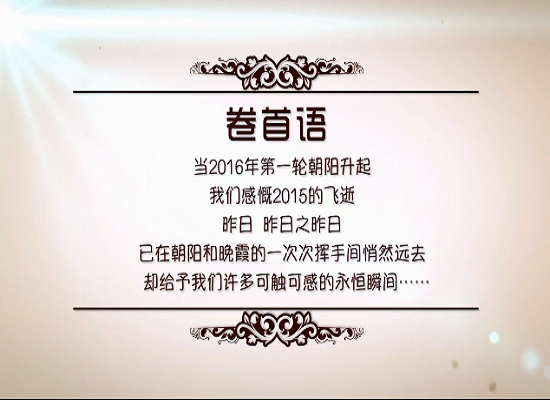 卷首语
当2016年第一轮朝阳升起
我们感慨2015的飞逝
昨日 昨日之昨日
已在朝阳和晚霞的一次次挥手间悄然远去
却给予我们许多可触可感的永恒瞬间……